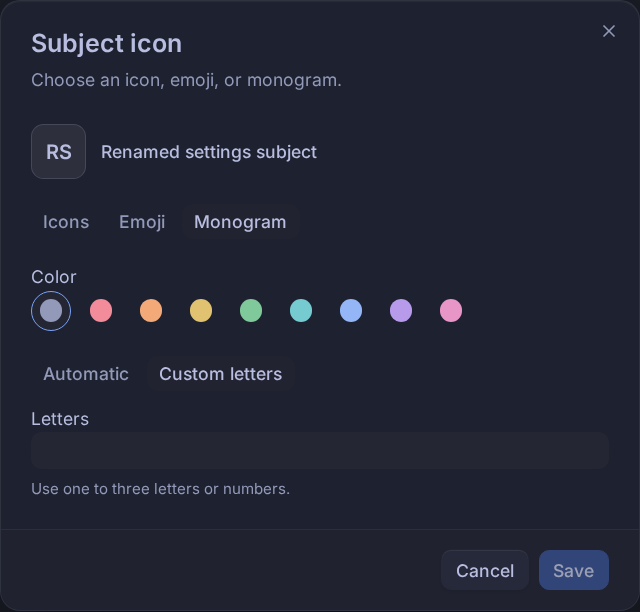 Subject icon
Choose an icon, emoji, or monogram.
RS Renamed settings subject
Icons Emoji Monogram
Color
Automatic Custom letters
Letters
Use one to three letters or numbers.
Cancel Save